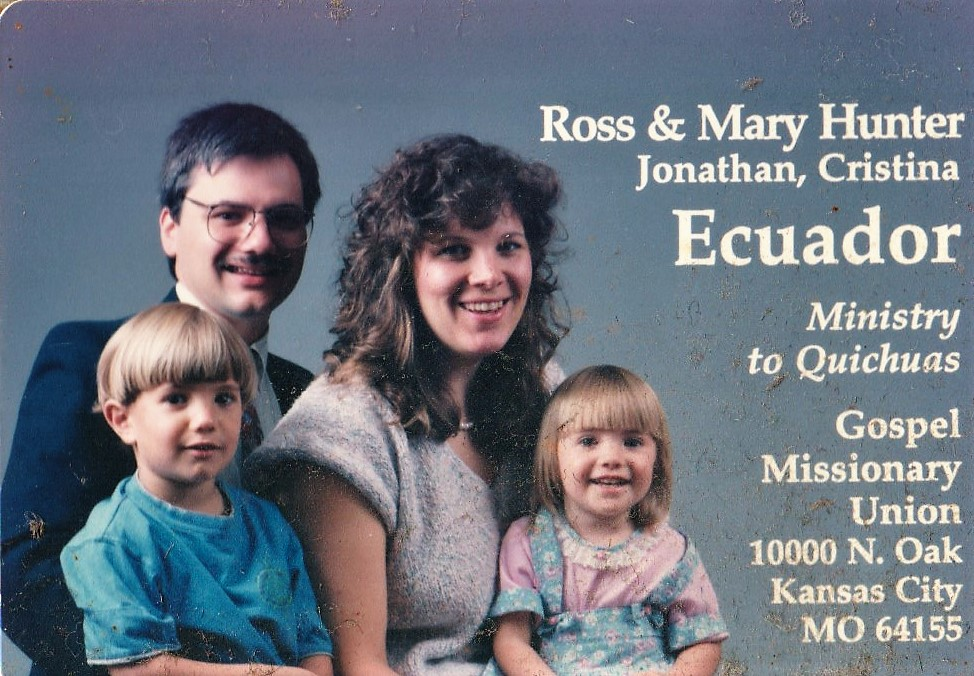 Ross & Mary Hunter
Jonathan, Cristina
Ecuador
Ministry
to Quichuas
Gospel
Missionary
Union
10000 N. Oak
Kansas City
MO 64155